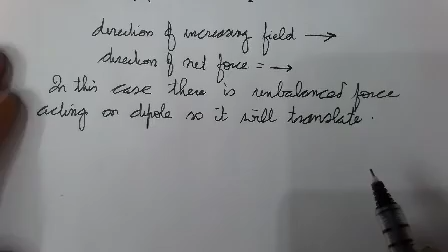 direction of increasing field →
direction of net force = →
In this case there is unbalanced force
acting on dipole so it will translate.